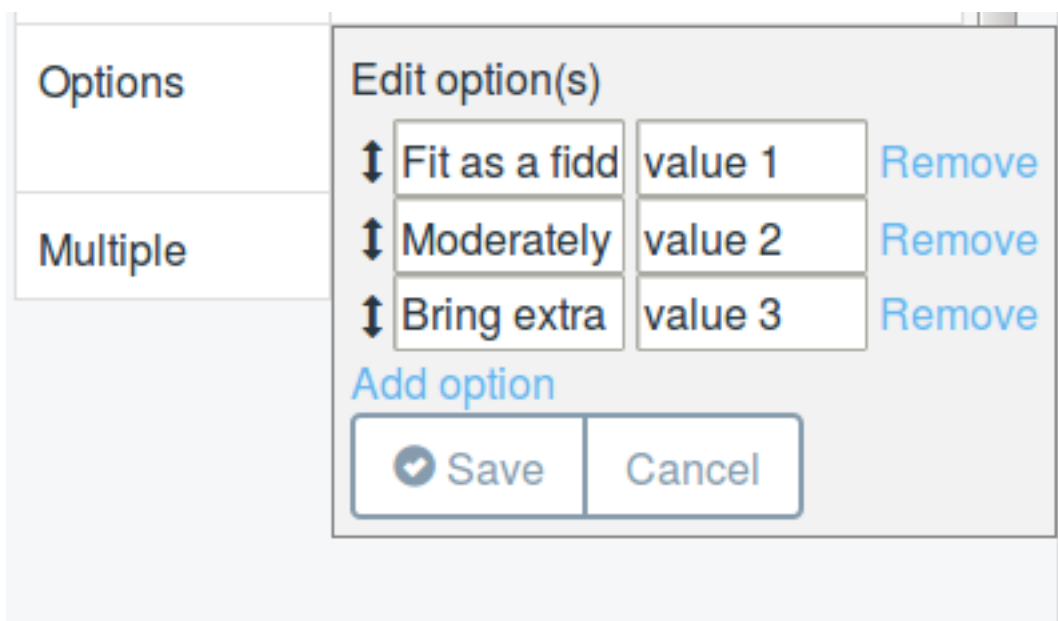 Options
Edit option(s)
Fit as a fidd value 1 Remove
Moderately value 2 Remove
Multiple
Bring extra value 3 Remove
Add option
Save Cancel